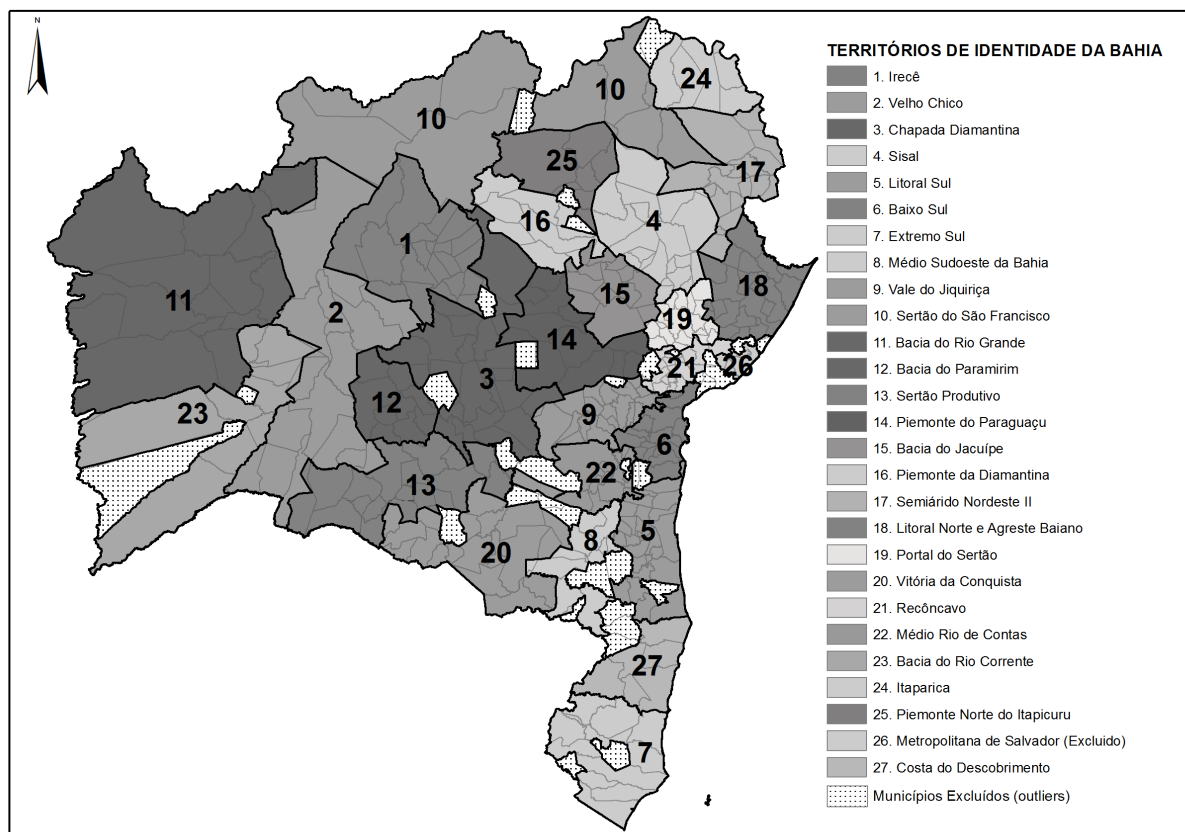 N
TERRITÓRIOS DE IDENTIDADE DA BAHIA
1. Irecê
2. Velho Chico
3. Chapada Diamantina
4. Sisal
5. Litoral Sul
6. Baixo Sul
7. Extremo Sul
8. Médio Sudoeste da Bahia
9. Vale do Jiquiriça
10. Sertão do São Francisco
11. Bacia do Rio Grande
12. Bacia do Paramirim
13. Sertão Produtivo
14. Piemonte do Paraguaçu
15. Bacia do Jacuípe
16. Piemonte da Diamantina
17. Semiárido Nordeste II
18. Litoral Norte e Agreste Baiano
19. Portal do Sertão
20. Vitória da Conquista
21. Recôncavo
22. Médio Rio de Contas
23. Bacia do Rio Corrente
24. Itaparica
25. Piemonte Norte do Itapicuru
26. Metropolitana de Salvador (Excluido)
27. Costa do Descobrimento
Municípios Excluídos (outliers)
24
10
10
25
17
16
4
1
11
15
18
2
19
14
26
21
3
12
23
9
6
22
13
5
8
20
27
7